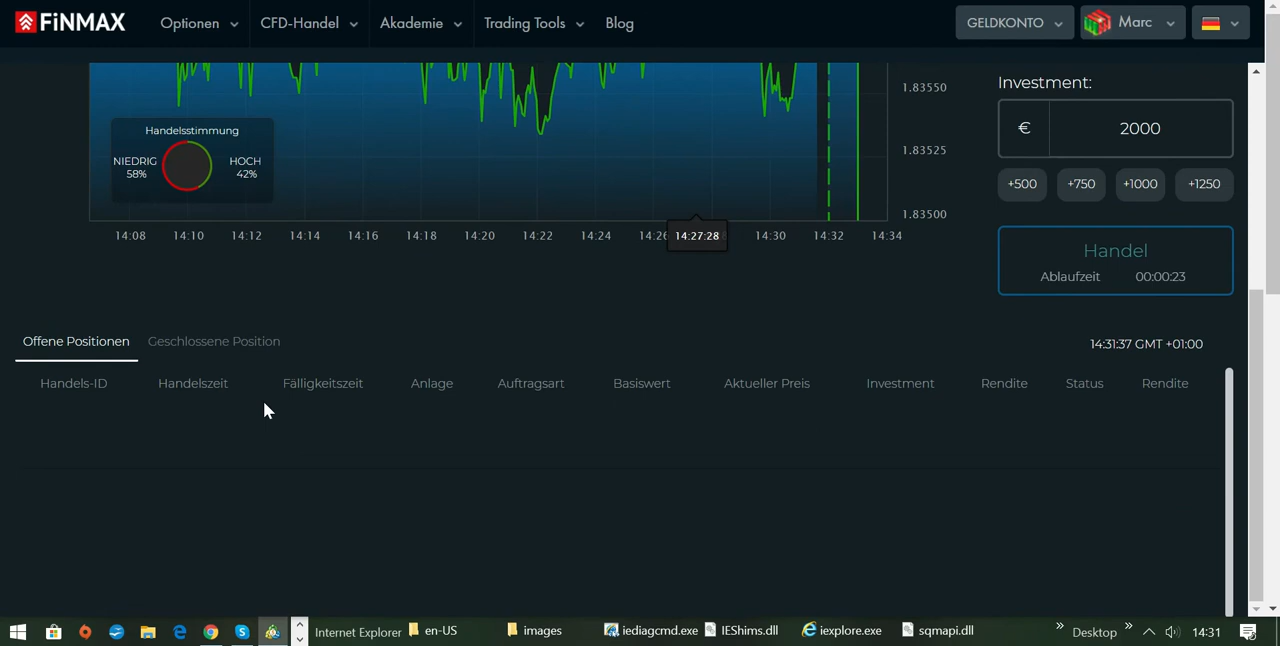 FiNMAX Optionen CFD-Handel Akademie Trading Tools Blog GELDKONTO Marc
Investment:
€ 2000
+500 +750 +1000 +1250
Handel
Ablaufzeit 00:00:23
1.83550
1.83525
1.83500
Handelsstimmung
NIEDRIG
58%
HOCH
42%
14:08 14:10 14:12 14:14 14:16 14:18 14:20 14:22 14:24 14:26 14:27:28 14:30 14:32 14:34
Offene Positionen Geschlossene Position 14:31:37 GMT +01:00
Handels-ID Handelszeit Fälligkeitszeit Anlage Auftragsart Basiswert Aktueller Preis Investment Rendite Status Rendite
Internet Explorer en-US images iediagcmd.exe IEShims.dll iexplore.exe sqmapi.dll Desktop 14:31